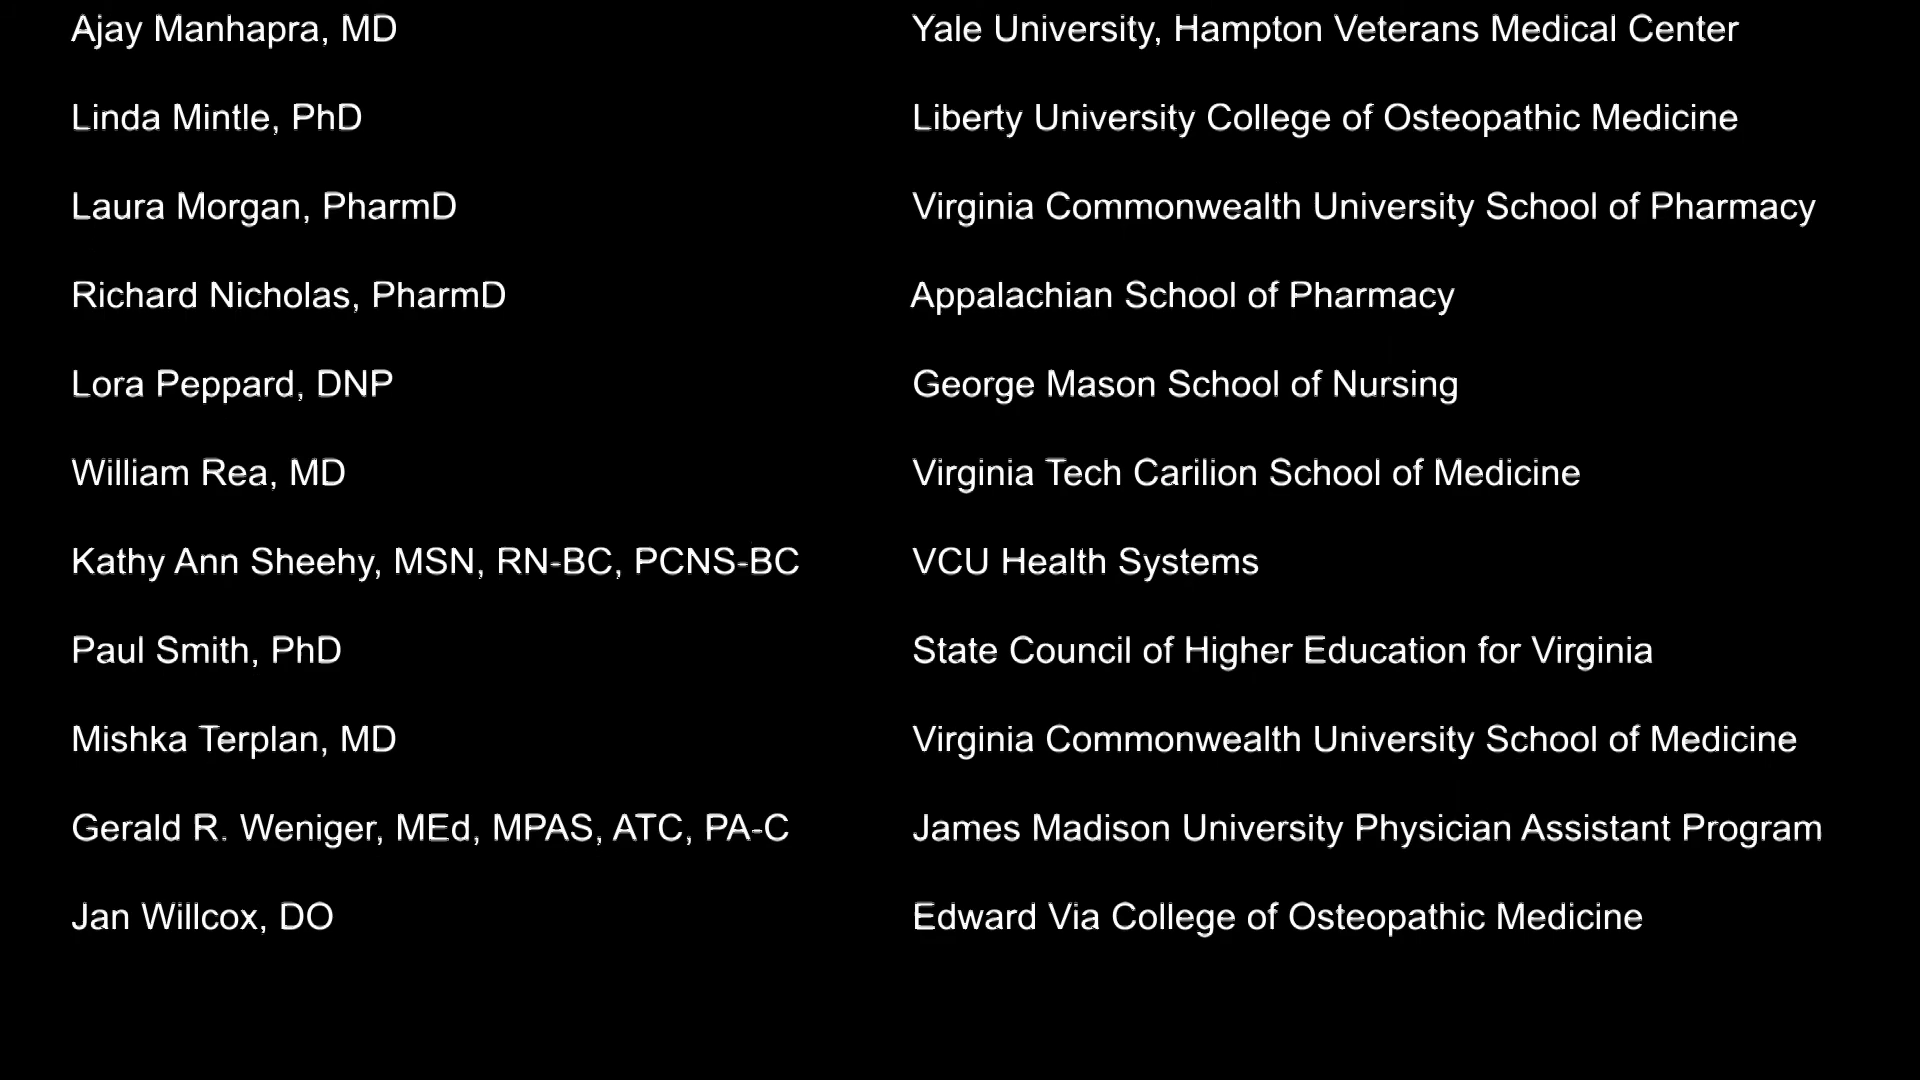 Ajay Manhapra, MD Yale University, Hampton Veterans Medical Center
Linda Mintle, PhD Liberty University College of Osteopathic Medicine
Laura Morgan, PharmD Virginia Commonwealth University School of Pharmacy
Richard Nicholas, PharmD Appalachian School of Pharmacy
Lora Peppard, DNP George Mason School of Nursing
William Rea, MD Virginia Tech Carilion School of Medicine
Kathy Ann Sheehy, MSN, RN-BC, PCNS-BC VCU Health Systems
Paul Smith, PhD State Council of Higher Education for Virginia
Mishka Terplan, MD Virginia Commonwealth University School of Medicine
Gerald R. Weniger, MEd, MPAS, ATC, PA-C James Madison University Physician Assistant Program
Jan Willcox, DO Edward Via College of Osteopathic Medicine